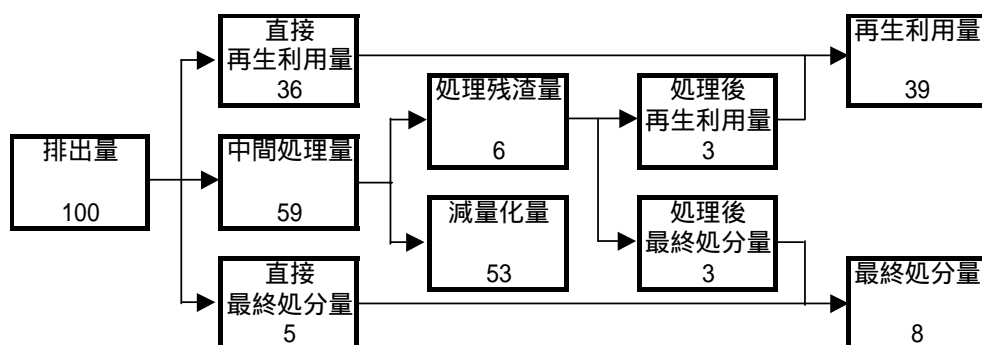 直接
再生利用量
36
再生利用量
39
処理残渣量
6
処理後
再生利用量
3
排出量
100
中間処理量
59
減量化量
53
処理後
最終処分量
3
直接
最終処分量
5
最終処分量
8